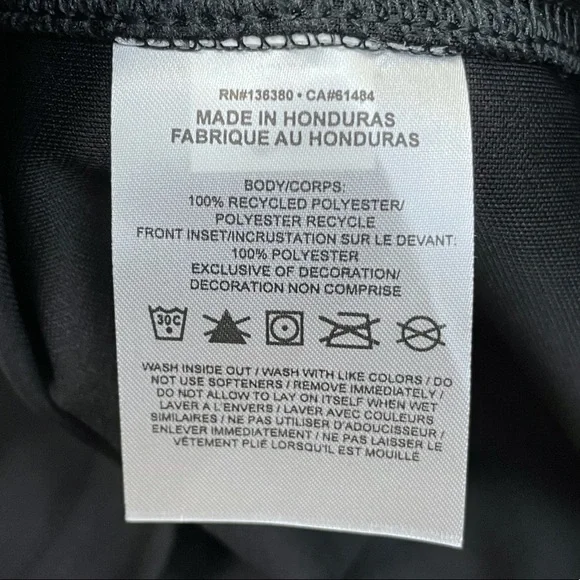 RN#136380 • CA#61484
MADE IN HONDURAS
FABRIQUE AU HONDURAS
BODY/CORPS:
100% RECYCLED POLYESTER/
POLYESTER RECYCLE
FRONT INSET/INCRUSTATION SUR LE DEVANT:
100% POLYESTER
EXCLUSIVE OF DECORATION/
DECORATION NON COMPRISE
30C
WASH INSIDE OUT / WASH WITH LIKE COLORS / DO
NOT USE SOFTENERS / REMOVE IMMEDIATELY /
DO NOT ALLOW TO LAY ON ITSELF WHEN WET
LAVER A L'ENVERS / LAVER AVEC COULEURS
SIMILAIRES / NE PAS UTILISER D'ADOUCISSEUR /
ENLEVER IMMEDIATEMENT / NE PAS LAISSER LE
VÊTEMENT PLIÉ LORSQU'IL EST MOUILLÉ